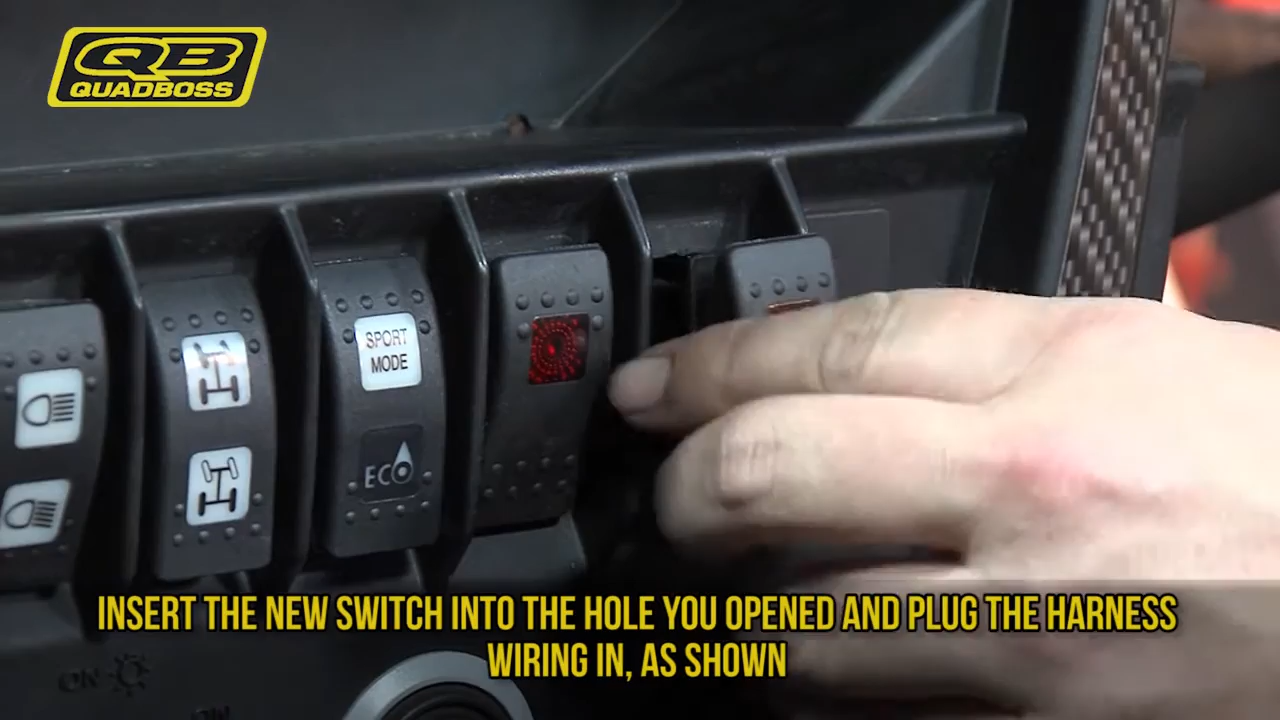 QB
QUADBOSS
SPORT
MODE
ECO
INSERT THE NEW SWITCH INTO THE HOLE YOU OPENED AND PLUG THE HARNESS
WIRING IN, AS SHOWN
ON